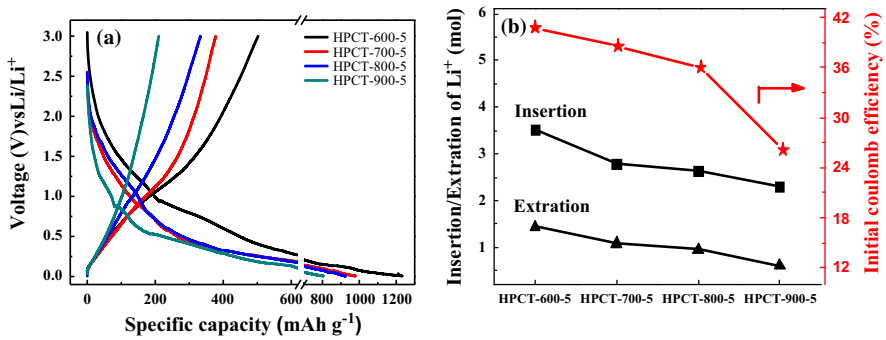 (a)
HPCT-600-5
HPCT-700-5
HPCT-800-5
HPCT-900-5
Voltage (V)vsLi/Li⁺
3.0
2.5
2.0
1.5
1.0
0.5
0.0
0 200 400 600 800 1000 1200
Specific capacity (mAh g⁻¹)
(b)
Insertion/Extration of Li⁺ (mol)
6
5
4
3
2
1
Insertion
Extration
HPCT-600-5 HPCT-700-5 HPCT-800-5 HPCT-900-5
42
36
30
24
18
12
Initial coulomb efficiency (%)